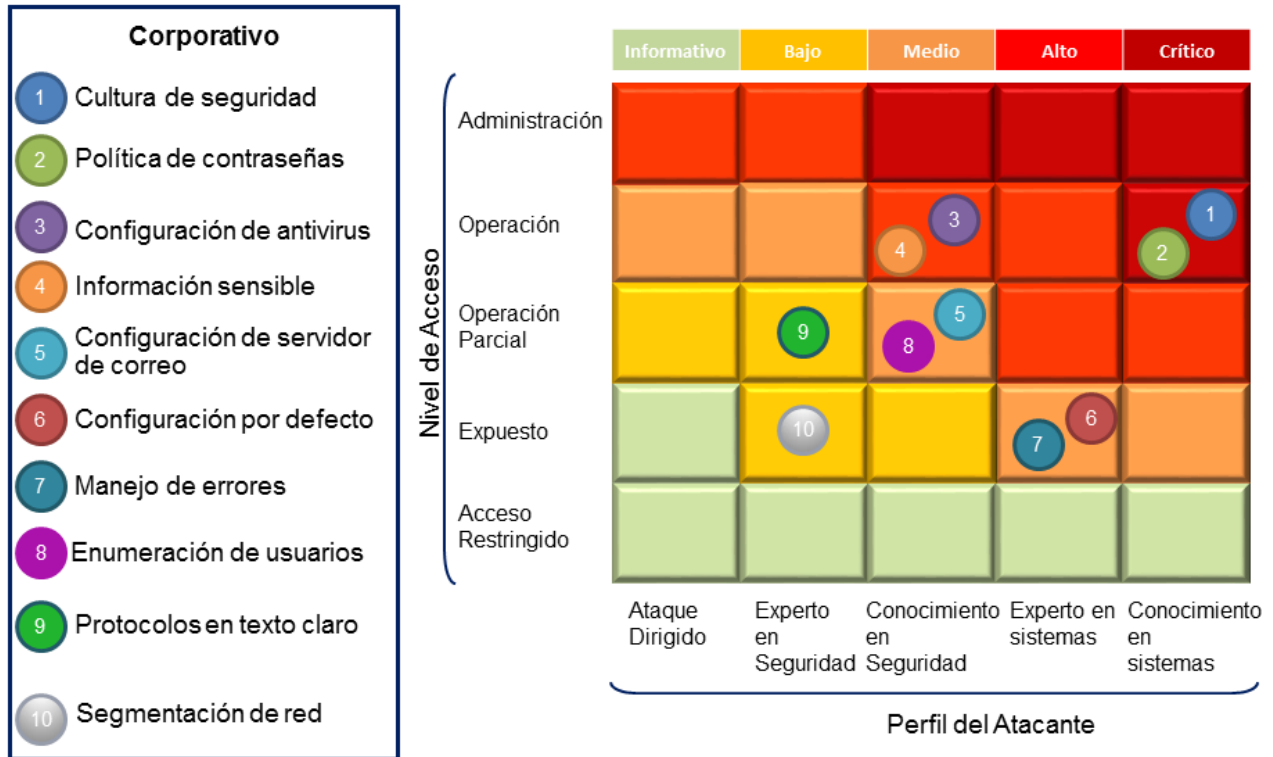 Corporativo
1 Cultura de seguridad
2 Política de contraseñas
3 Configuración de antivirus
4 Información sensible
5 Configuración de servidor
de correo
6 Configuración por defecto
7 Manejo de errores
8 Enumeración de usuarios
9 Protocolos en texto claro
10 Segmentación de red
Informativo Bajo Medio Alto Crítico
Nivel de Acceso
Administración
Operación
3
1
4
2
Operación
Parcial
5
9
8
Expuesto
6
10
7
Acceso
Restringido
Ataque
Dirigido
Experto
en
Seguridad
Conocimiento
en
Seguridad
Experto en
sistemas
Conocimiento
en
sistemas
Perfil del Atacante